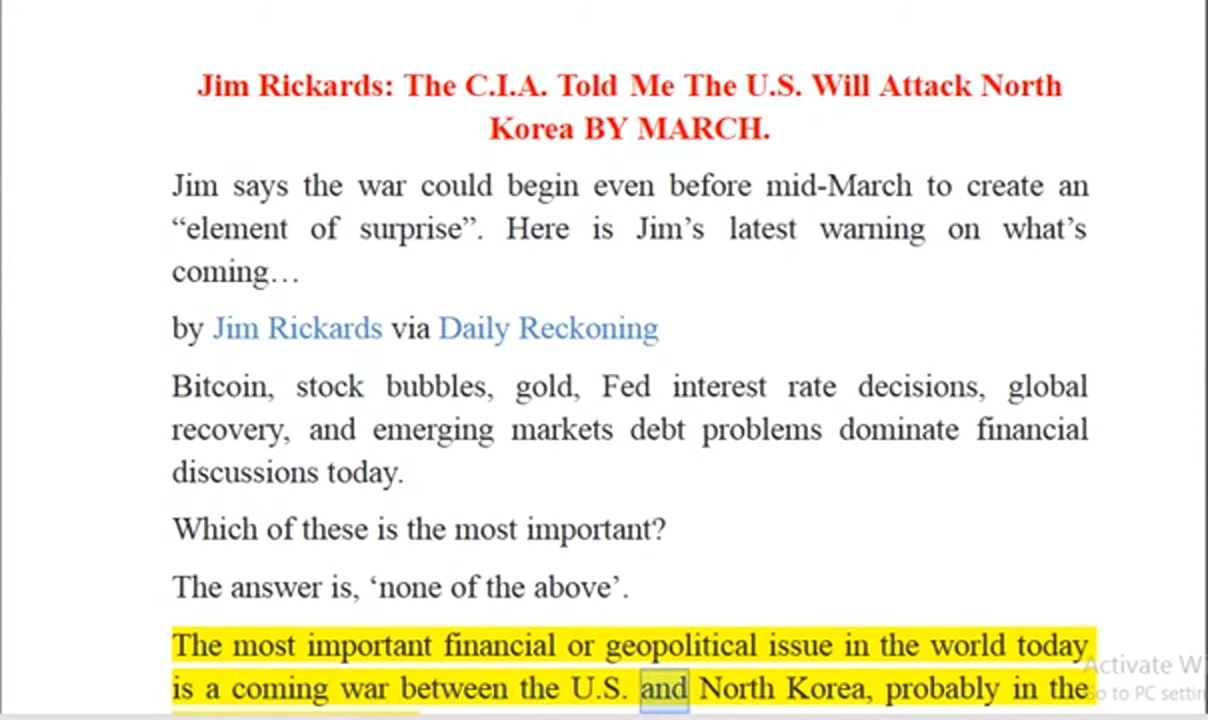 Jim Rickards: The C.I.A. Told Me The U.S. Will Attack North
Korea BY MARCH.
Jim says the war could begin even before mid-March to create an
“element of surprise”. Here is Jim’s latest warning on what’s
coming…
by Jim Rickards via Daily Reckoning
Bitcoin, stock bubbles, gold, Fed interest rate decisions, global
recovery, and emerging markets debt problems dominate financial
discussions today.
Which of these is the most important?
The answer is, ‘none of the above’.
The most important financial or geopolitical issue in the world today
is a coming war between the U.S. and North Korea, probably in the
Activate W
Go to PC settin